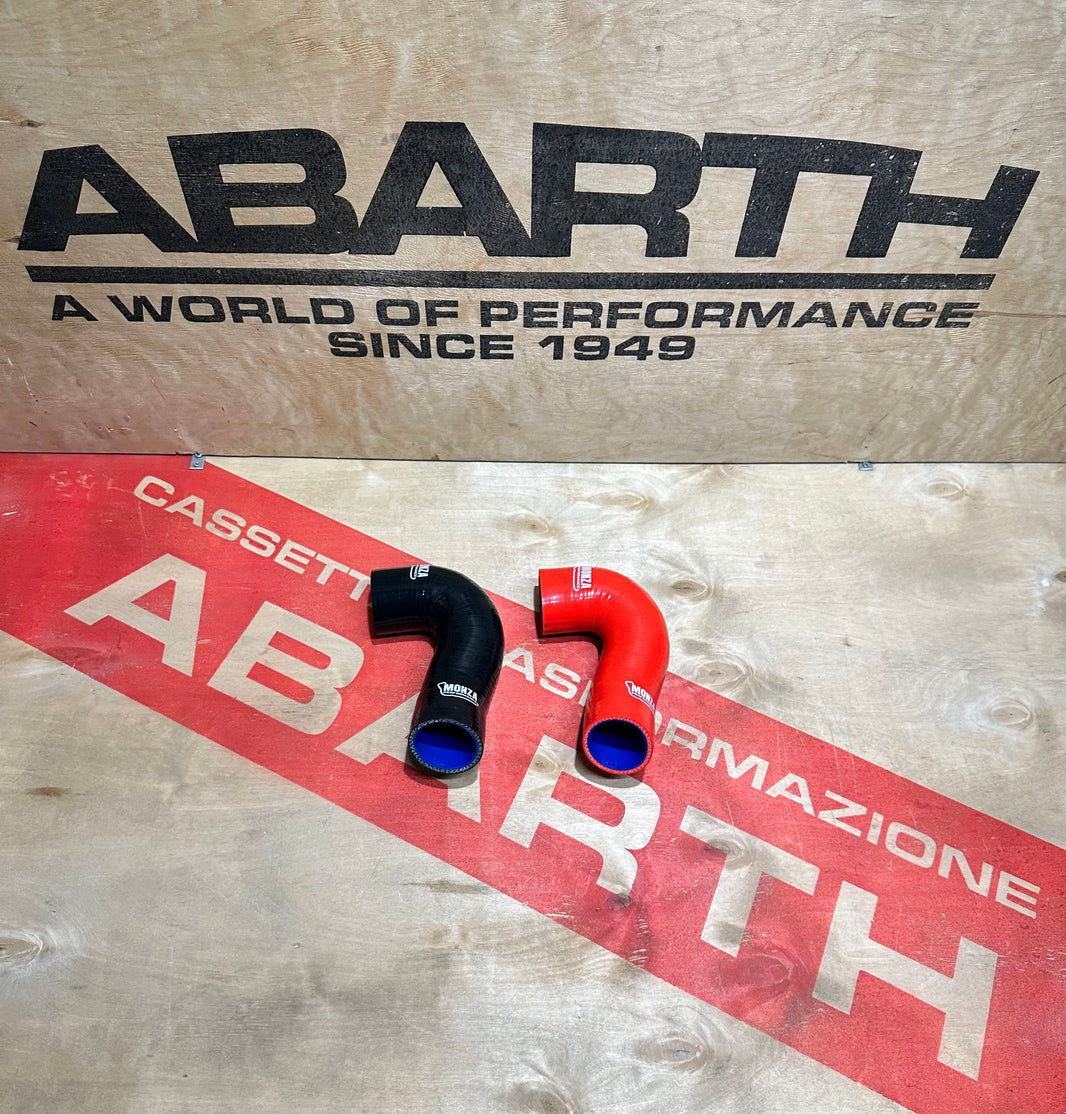 ABARTH
A WORLD OF PERFORMANCE
SINCE 1949
CASSETT
ASFORMAZIONE
ABARTH
MONZA
MONZA
MONZA
MONZA